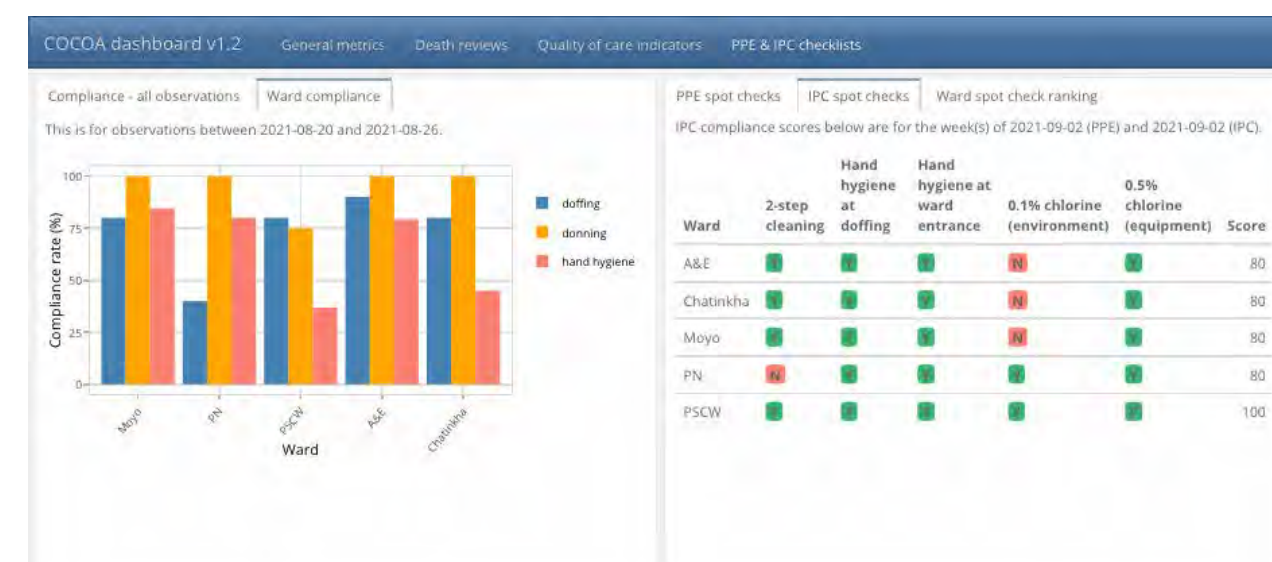 COCOA dashboard v1.2 General metrics Death reviews Quality of care indicators PPE & IPC checklists
Compliance - all observations Ward compliance
This is for observations between 2021-08-20 and 2021-08-26.
100
75
50
25
0
Compliance rate (%)
Moyo PN PSCW A&E Chatinkha
Ward
doffing
donning
hand hygiene
PPE spot checks IPC spot checks Ward spot check ranking
IPC compliance scores below are for the week(s) of 2021-09-02 (PPE) and 2021-09-02 (IPC).
Ward 2-step cleaning Hand hygiene at doffing Hand hygiene at ward entrance 0.1% chlorine (environment) 0.5% chlorine (equipment) Score
A&E Y Y Y N Y 80
Chatinkha Y Y Y N Y 80
Moyo Y Y Y N Y 80
PN N Y Y Y Y 80
PSCW Y Y Y Y Y 100